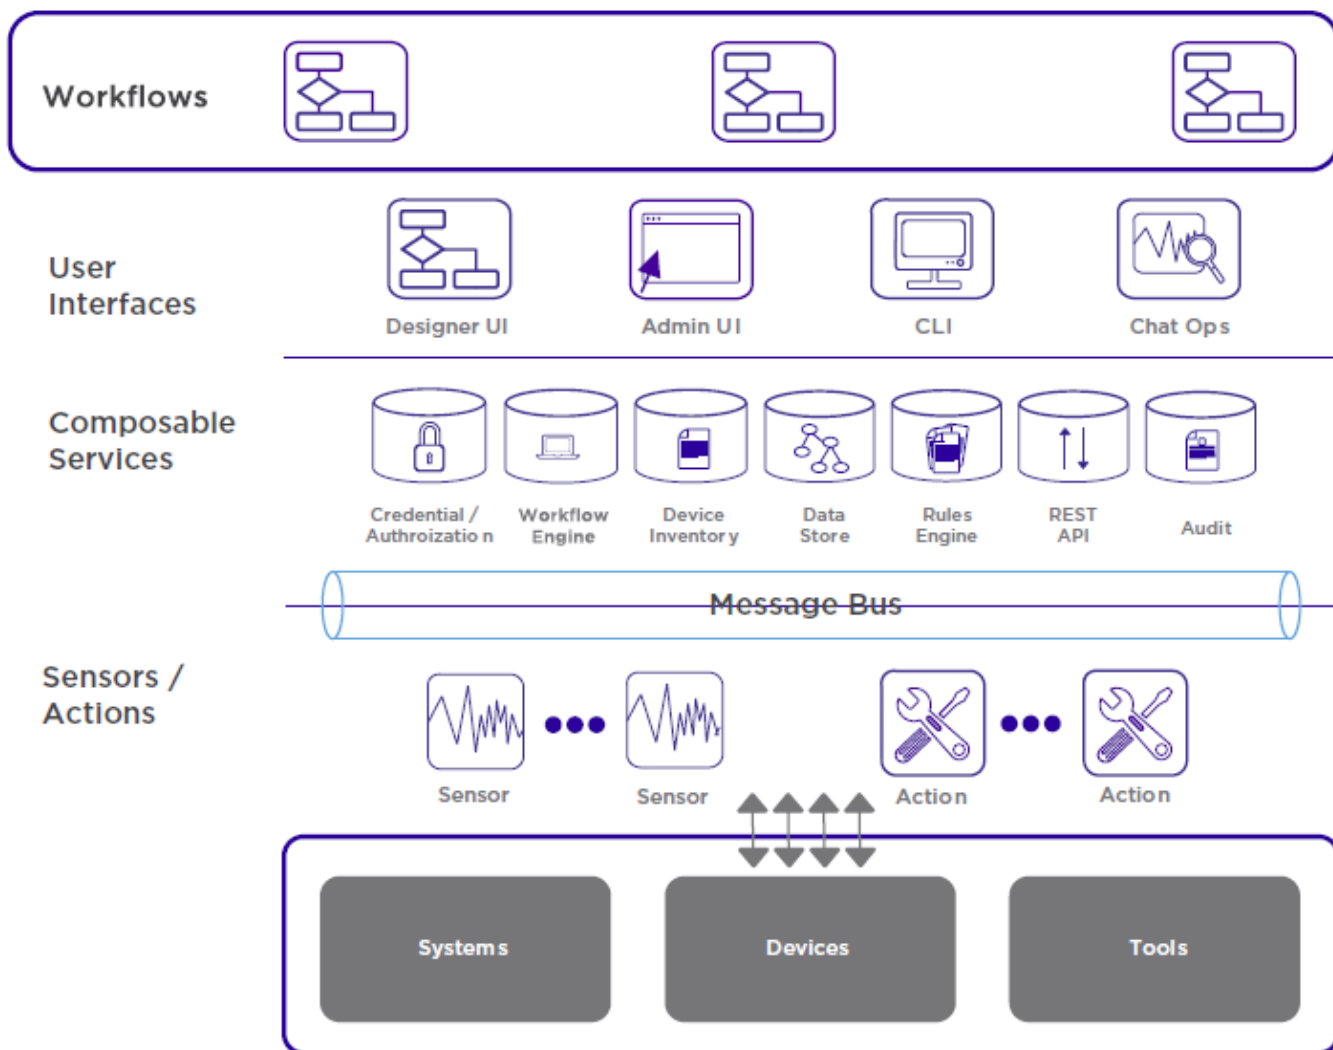 Workflows
User
Interfaces
Designer UI
Admin UI
CLI
Chat Ops
Composable
Services
Credential /
Authroization
Workflow
Engine
Device
Inventory
Data
Store
Rules
Engine
REST
API
Audit
Message Bus
Sensors /
Actions
Sensor
Sensor
Action
Action
Systems
Devices
Tools